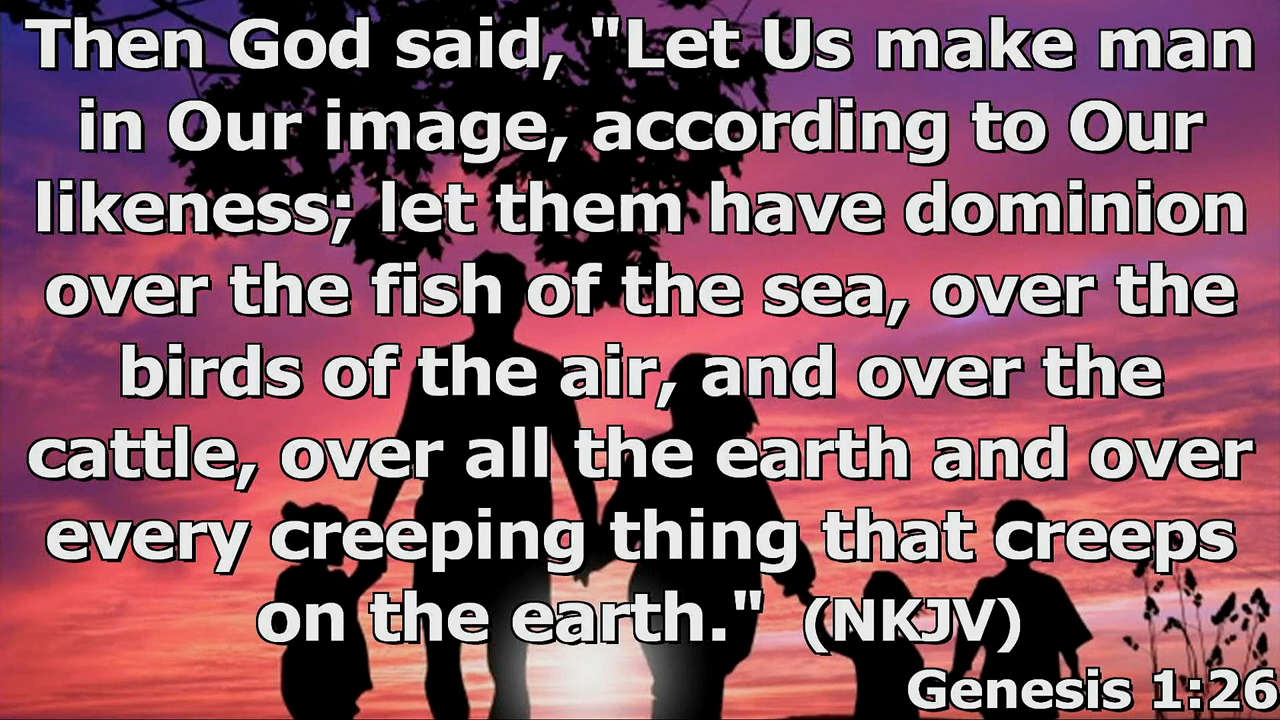 Then God said, "Let Us make man
in Our image, according to Our
likeness; let them have dominion
over the fish of the sea, over the
birds of the air, and over the
cattle, over all the earth and over
every creeping thing that creeps
on the earth." (NKJV)
Genesis 1:26